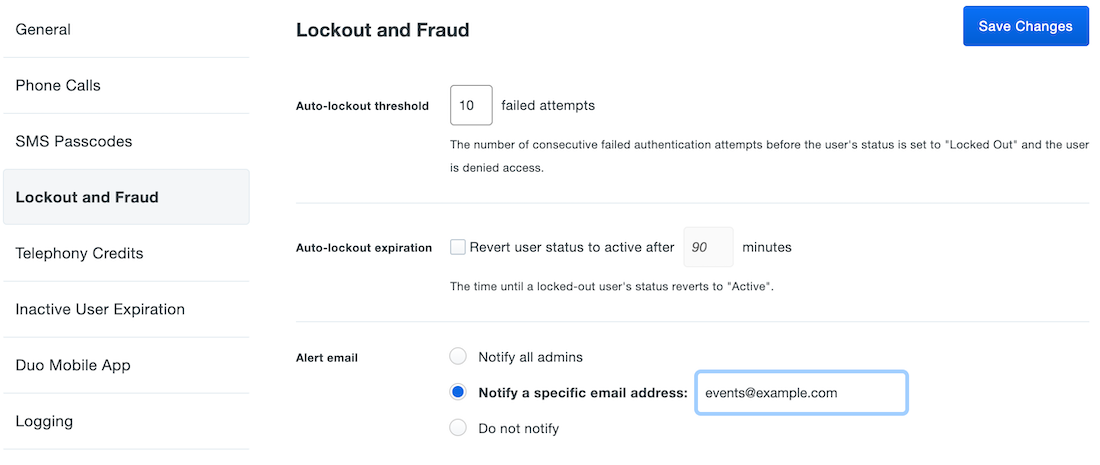 General
Phone Calls
SMS Passcodes
Lockout and Fraud
Telephony Credits
Inactive User Expiration
Duo Mobile App
Logging
Lockout and Fraud
Save Changes
Auto-lockout threshold 10 failed attempts
The number of consecutive failed authentication attempts before the user's status is set to "Locked Out" and the user
is denied access.
Auto-lockout expiration Revert user status to active after 90 minutes
The time until a locked-out user's status reverts to "Active".
Alert email Notify all admins
Notify a specific email address: events@example.com
Do not notify